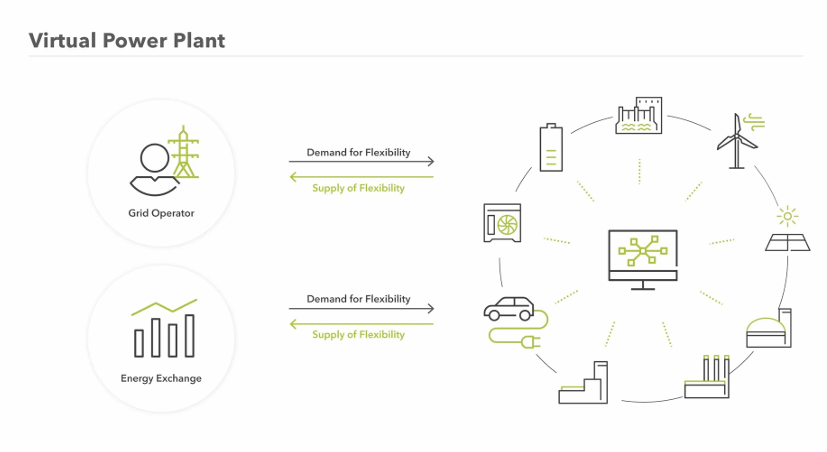 Virtual Power Plant
Demand for Flexibility
Supply of Flexibility
Grid Operator
Demand for Flexibility
Supply of Flexibility
Energy Exchange